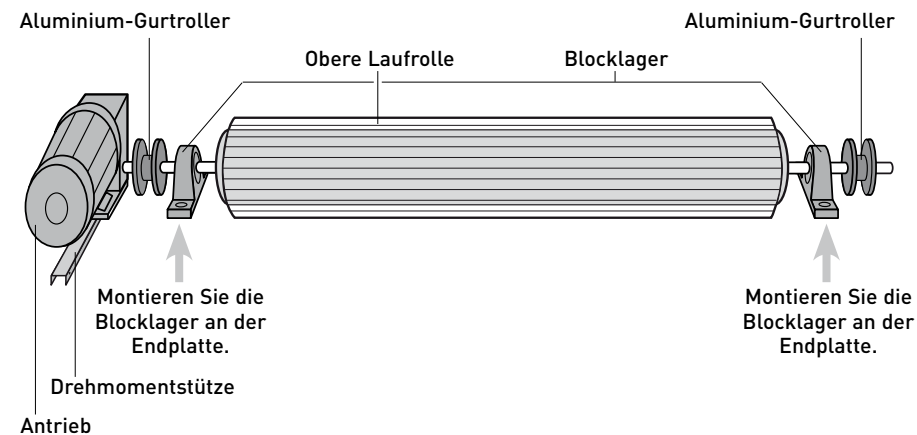 Aluminium-Gurtroller
Aluminium-Gurtroller
Obere Laufrolle
Blocklager
Montieren Sie die
Blocklager an der
Endplatte.
Montieren Sie die
Blocklager an der
Endplatte.
Drehmomentstütze
Antrieb